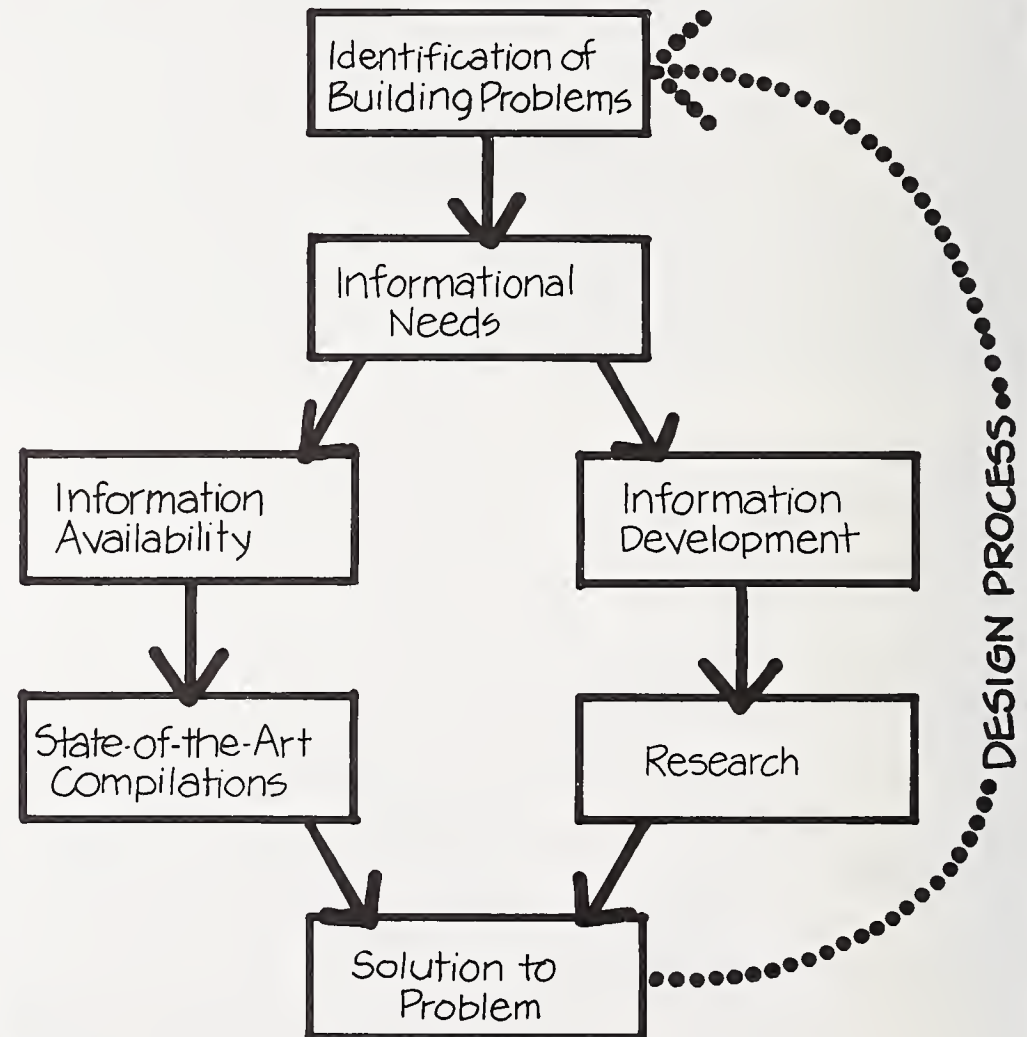 Identification of
Building Problems
Informational
Needs
Information
Availability
Information
Development
State-of-the-Art
Compilations
Research
Solution to
Problem
DESIGN PROCESS